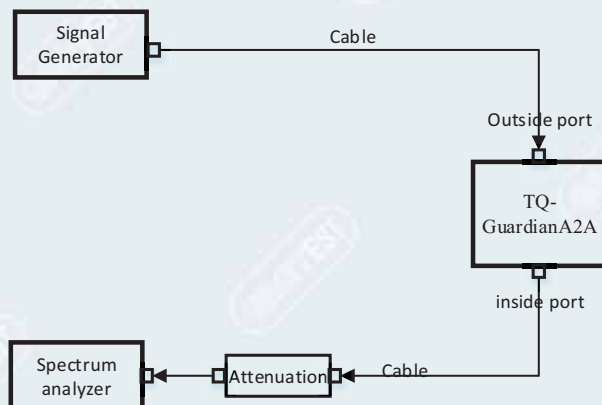 Signal
Generator
Cable
Outside port
TQ-
GuardianA2A
inside port
Spectrum
analyzer
Attenuation
Cable